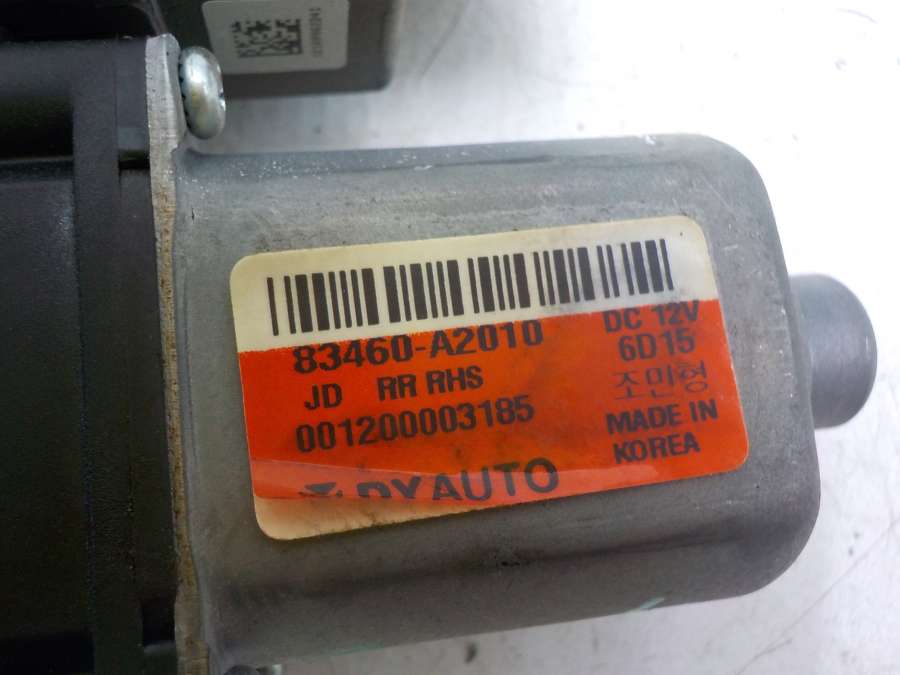 83460-A2010
DC 12V
JD RR RHS
6D15
001200003185
조민형
MADE IN
KOREA
DYAUTO